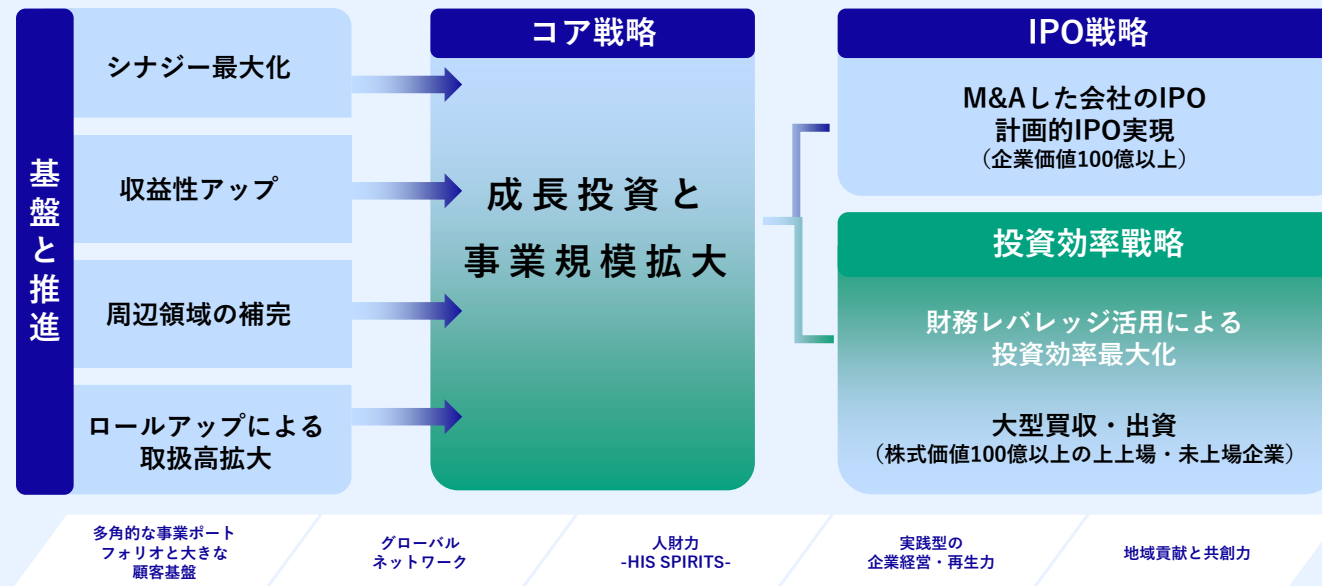 基盤と推進
シナジー最大化
収益性アップ
周辺領域の補完
ロールアップによる
取扱高拡大
コア戦略
成長投資と
事業規模拡大
IPO戦略
M&Aした会社のIPO
計画的IPO実現
（企業価値100億以上）
投資効率戦略
財務レバレッジ活用による
投資効率最大化
大型買収・出資
（株式価値100億以上の上上場・未上場企業）
多角的な事業ポート
フォリオと大きな
顧客基盤
グローバル
ネットワーク
人財力
-HIS SPIRITS-
実践型の
企業経営・再生力
地域貢献と共創力